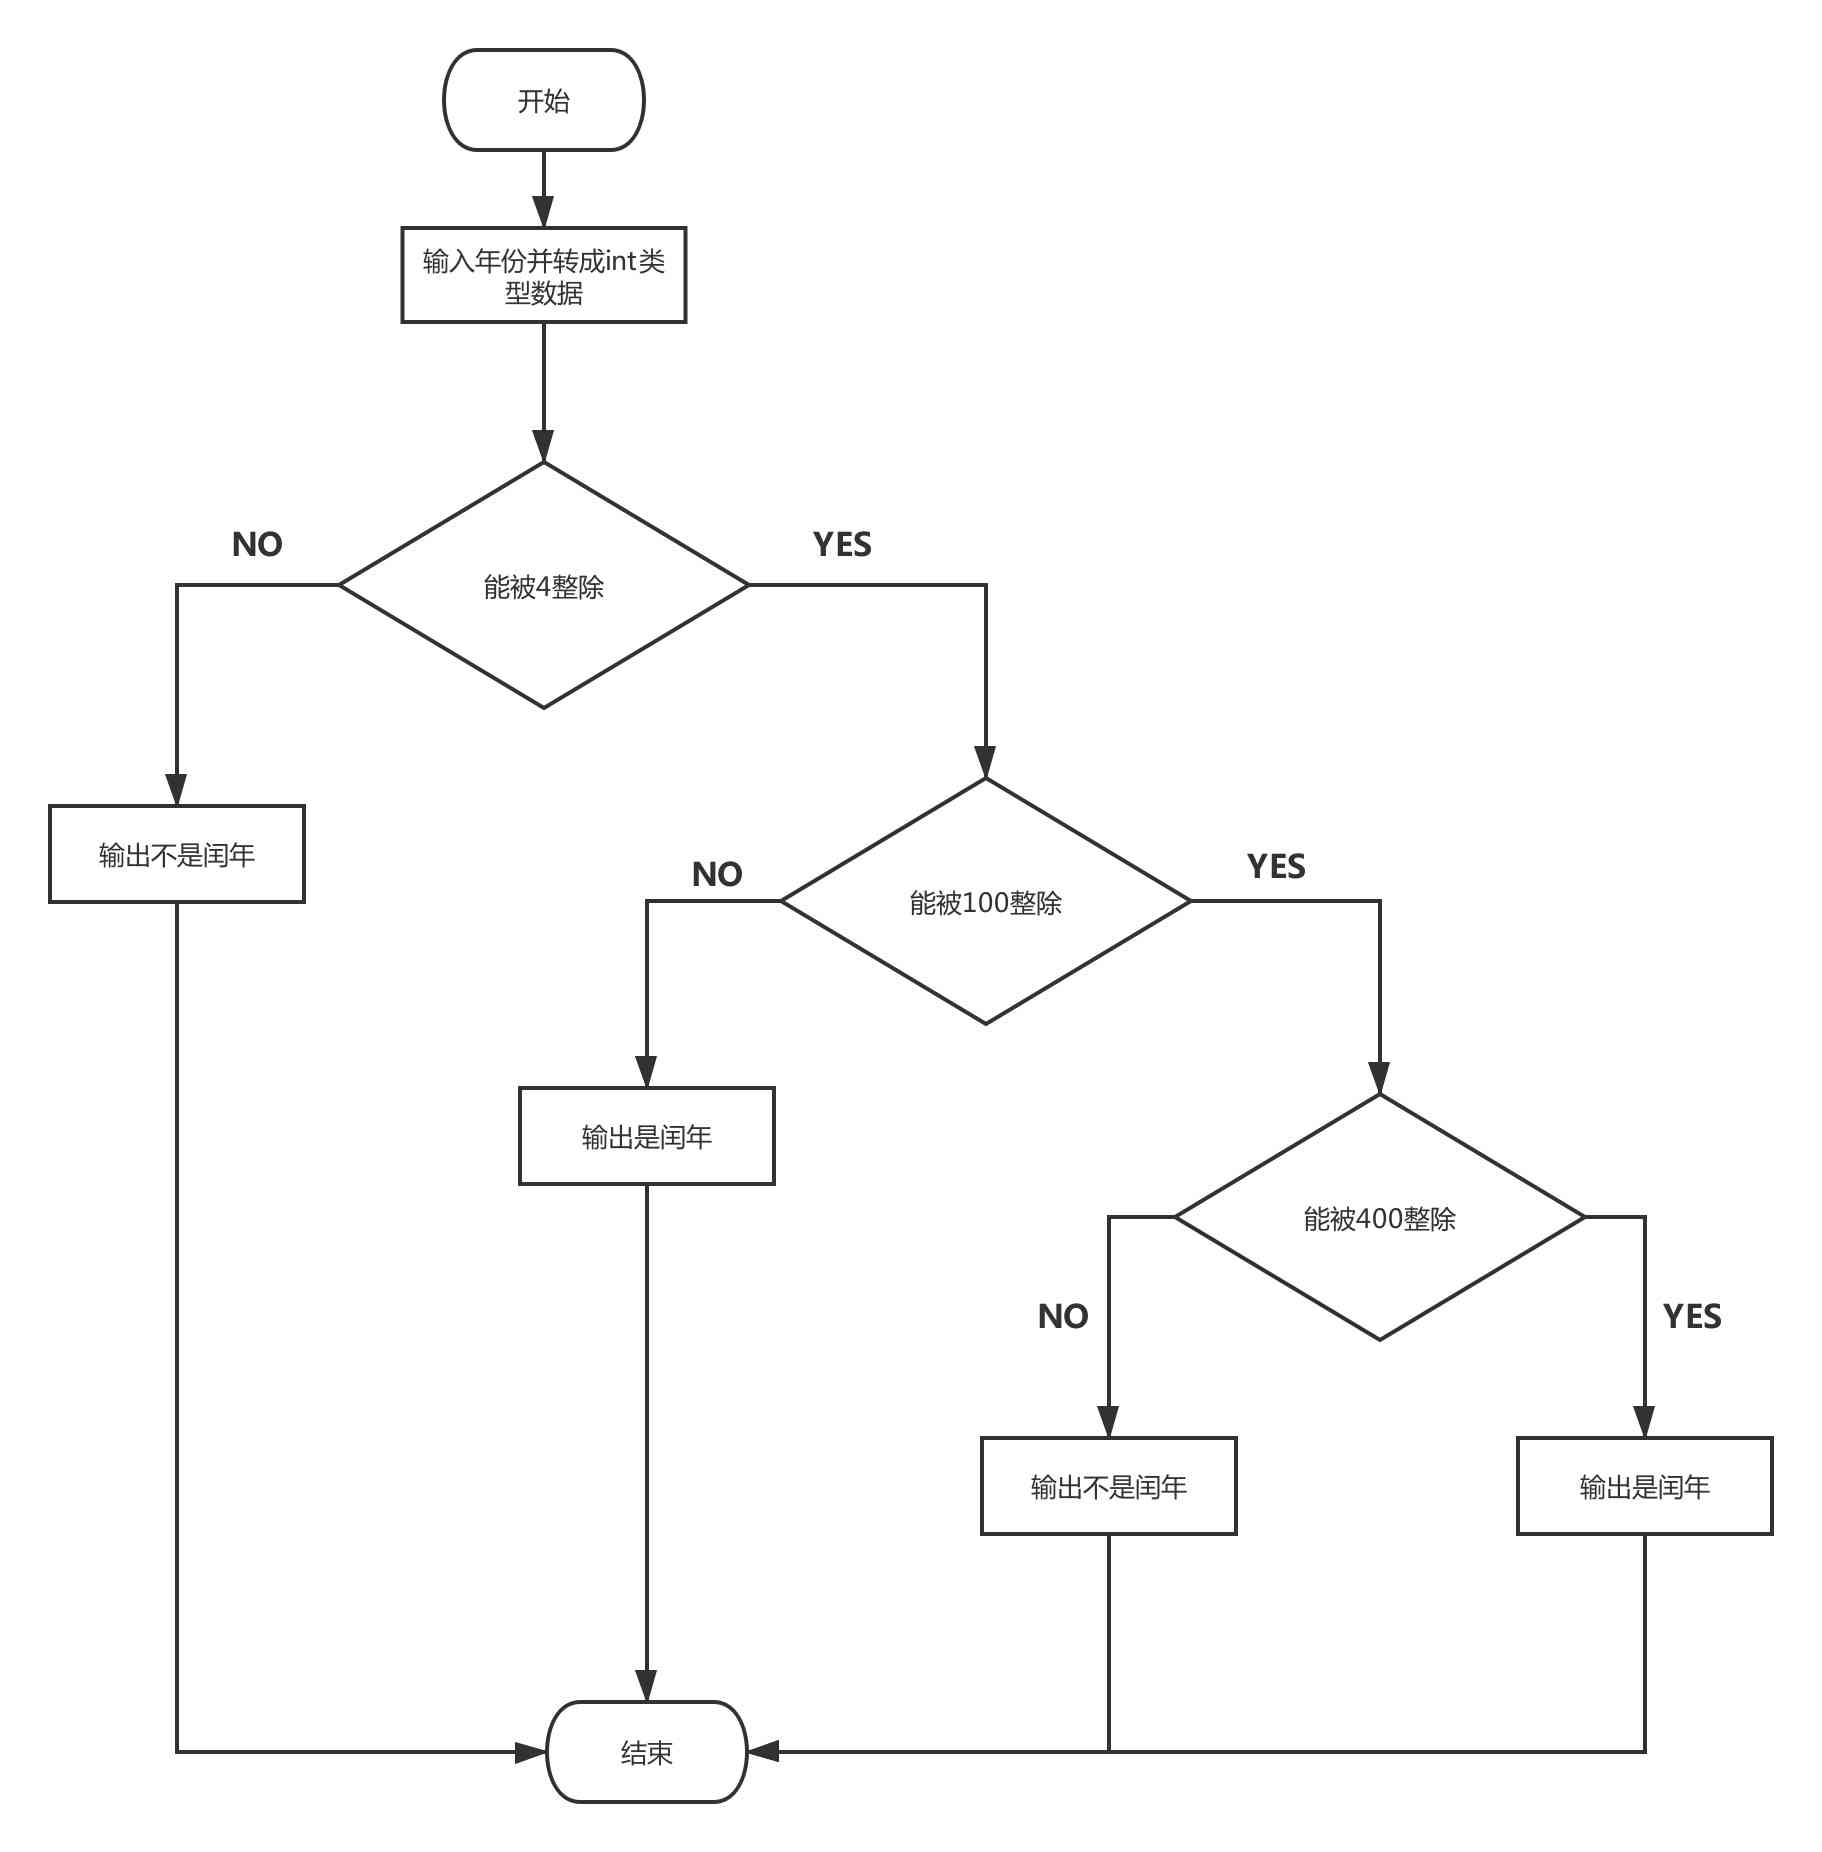 开始
输入年份并转成int类
型数据
NO
YES
能被4整除
输出不是闰年
NO
YES
能被100整除
输出是闰年
能被400整除
NO
YES
输出不是闰年
输出是闰年
结束